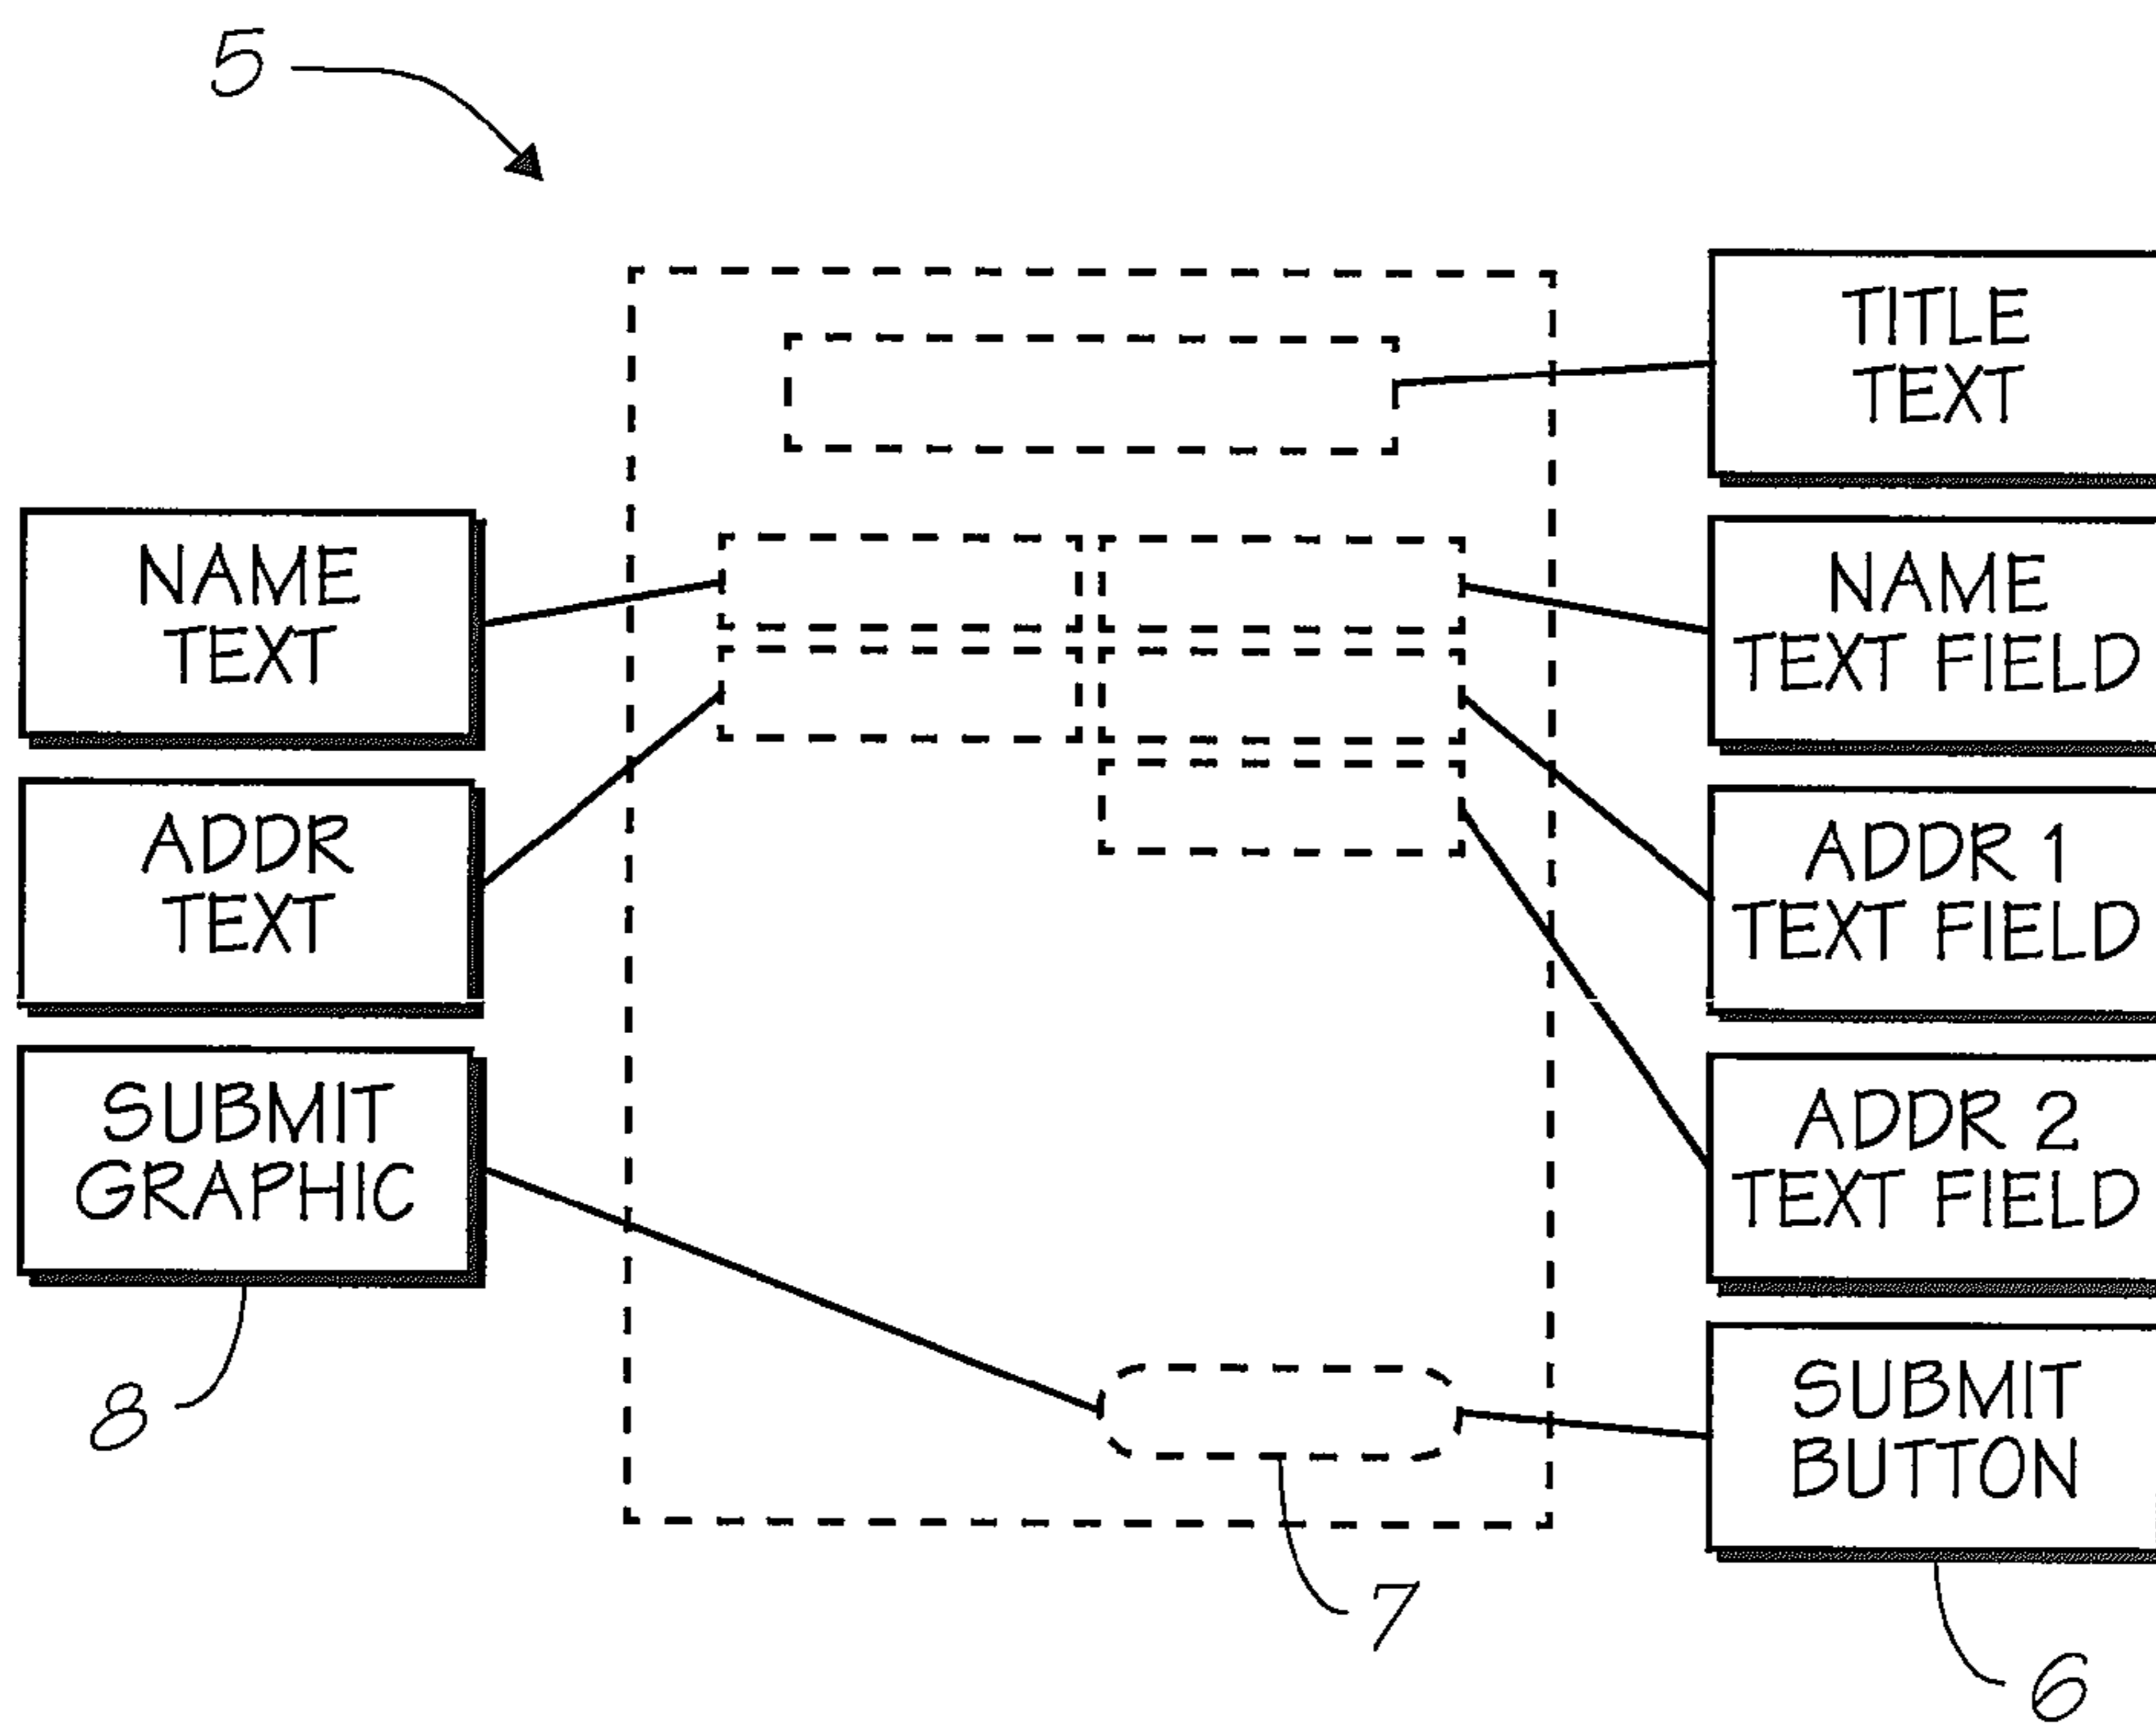 5
TITLE
TEXT
NAME
TEXT
NAME
TEXT FIELD
ADDR
TEXT
ADDR 1
TEXT FIELD
SUBMIT
GRAPHIC
ADDR 2
TEXT FIELD
8
SUBMIT
BUTTON
7
6